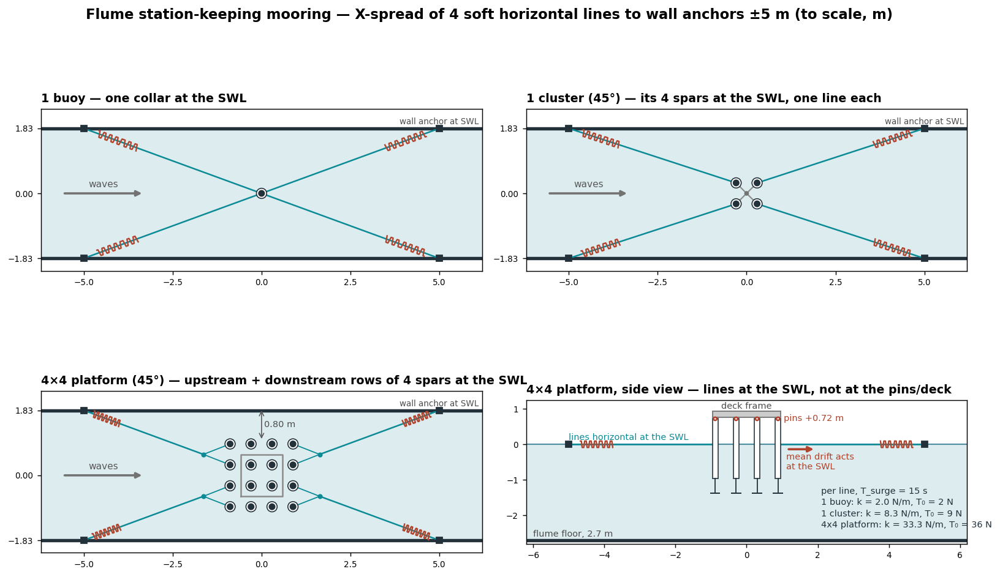 Flume station-keeping mooring — X-spread of 4 soft horizontal lines to wall anchors ±5 m (to scale, m)
1 buoy — one collar at the SWL
wall anchor at SWL
1.83
waves
0.00
−1.83
−5.0 −2.5 0.0 2.5 5.0
1 cluster (45°) — its 4 spars at the SWL, one line each
wall anchor at SWL
1.83
waves
0.00
−1.83
−5.0 −2.5 0.0 2.5 5.0
4×4 platform (45°) — upstream + downstream rows of 4 spars at the SWL
wall anchor at SWL
1.83
0.80 m
waves
0.00
−1.83
−5.0 −2.5 0.0 2.5 5.0
4×4 platform, side view — lines at the SWL, not at the pins/deck
deck frame
1
pins +0.72 m
lines horizontal at the SWL
0
mean drift acts
at the SWL
−1
per line, T_surge = 15 s
1 buoy: k = 2.0 N/m, T₀ = 2 N
1 cluster: k = 8.3 N/m, T₀ = 9 N
−2
4x4 platform: k = 33.3 N/m, T₀ = 36 N
flume floor, 2.7 m
−6 −4 −2 0 2 4 6